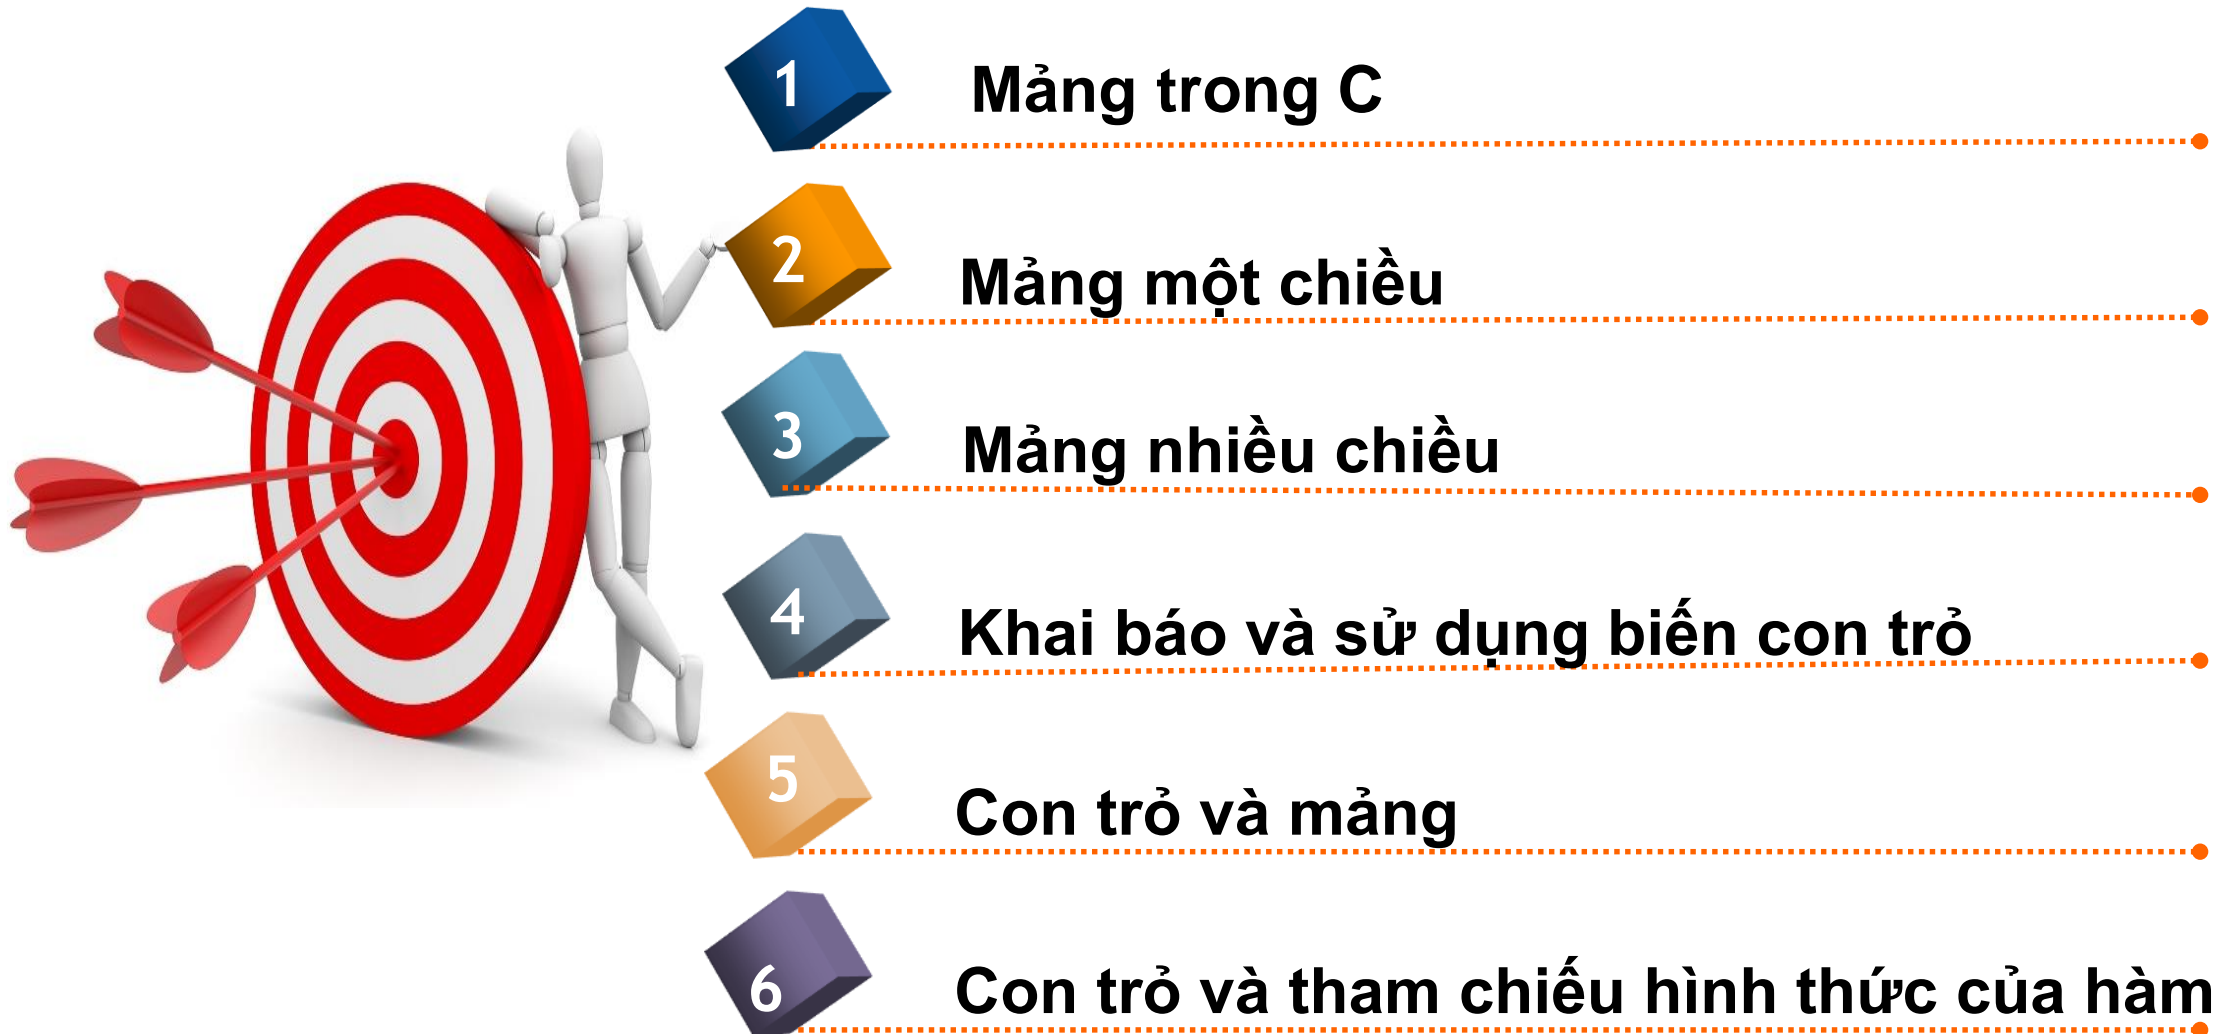 1 Mảng trong C
2 Mảng một chiều
3 Mảng nhiều chiều
4 Khai báo và sử dụng biến con trỏ
5 Con trỏ và mảng
6 Con trỏ và tham chiếu hình thức của hàm